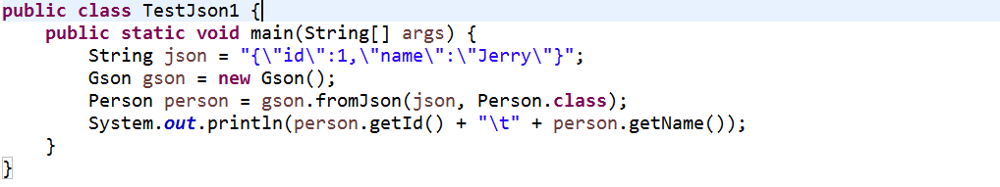 public class TestJson1 {
    public static void main(String[] args) {
        String json = "{\"id\":1,\"name\":\"Jerry\"}";
        Gson gson = new Gson();
        Person person = gson.fromJson(json, Person.class);
        System.out.println(person.getId() + "\t" + person.getName());
    }
}